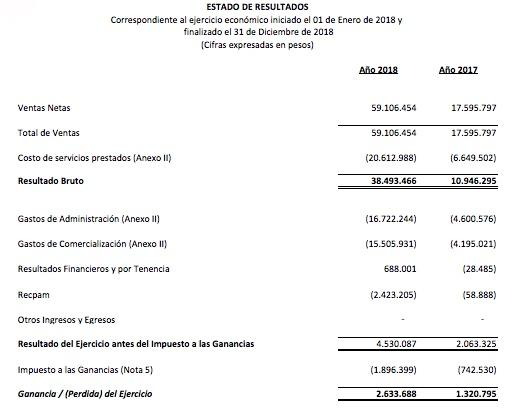 ESTADO DE RESULTADOS
Correspondiente al ejercicio económico iniciado el 01 de Enero de 2018 y
finalizado el 31 de Diciembre de 2018
(Cifras expresadas en pesos)
Año 2018 Año 2017
Ventas Netas 59.106.454 17.595.797
Total de Ventas 59.106.454 17.595.797
Costo de servicios prestados (Anexo II) (20.612.988) (6.649.502)
Resultado Bruto 38.493.466 10.946.295
Gastos de Administración (Anexo II) (16.722.244) (4.600.576)
Gastos de Comercialización (Anexo II) (15.505.931) (4.195.021)
Resultados Financieros y por Tenencia 688.001 (28.485)
Recpam (2.423.205) (58.888)
Otros Ingresos y Egresos - -
Resultado del Ejercicio antes del Impuesto a las Ganancias 4.530.087 2.063.325
Impuesto a las Ganancias (Nota 5) (1.896.399) (742.530)
Ganancia / (Perdida) del Ejercicio 2.633.688 1.320.795